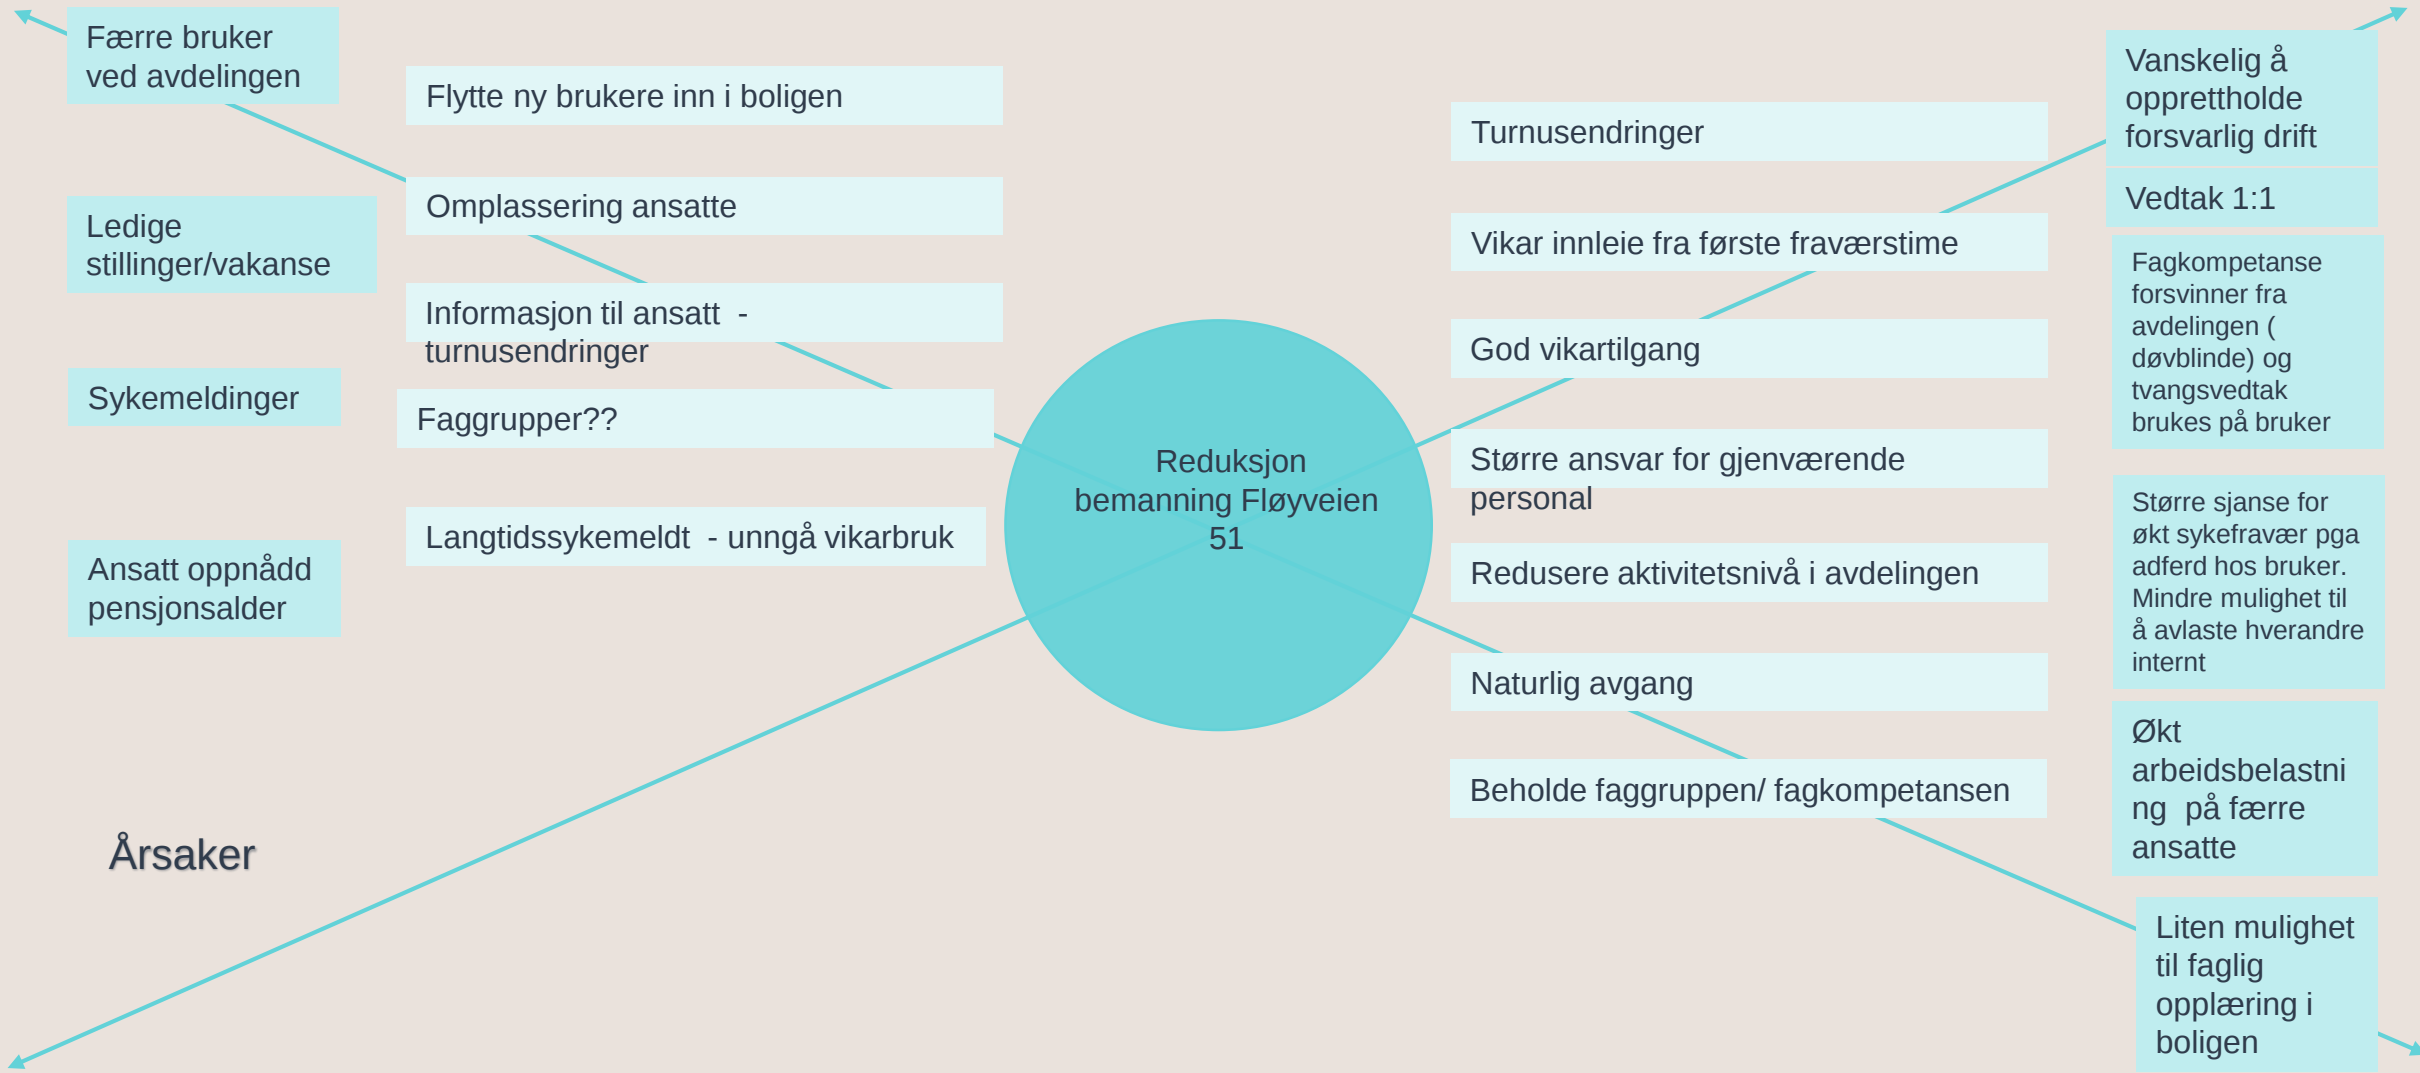 Færre bruker
ved avdelingen
Ledige
stillinger/vakanse
Sykemeldinger
Ansatt oppnådd
pensjonsalder
Årsaker
Flytte ny brukere inn i boligen
Omplassering ansatte
Informasjon til ansatt  -
turnusendringer
Faggrupper??
Langtidssykemeldt  - unngå vikarbruk
Reduksjon
bemanning Fløyveien
51
Turnusendringer
Vikar innleie fra første fraværstime
God vikartilgang
Større ansvar for gjenværende
personal
Redusere aktivitetsnivå i avdelingen
Naturlig avgang
Beholde faggruppen/ fagkompetansen
Vanskelig å
opprettholde
forsvarlig drift
Vedtak 1:1
Fagkompetanse
forsvinner fra
avdelingen (
døvblinde) og
tvangsvedtak
brukes på bruker
Større sjanse for
økt sykefravær pga
adferd hos bruker.
Mindre mulighet til
å avlaste hverandre
internt
Økt
arbeidsbelastni
ng  på færre
ansatte
Liten mulighet
til faglig
opplæring i
boligen